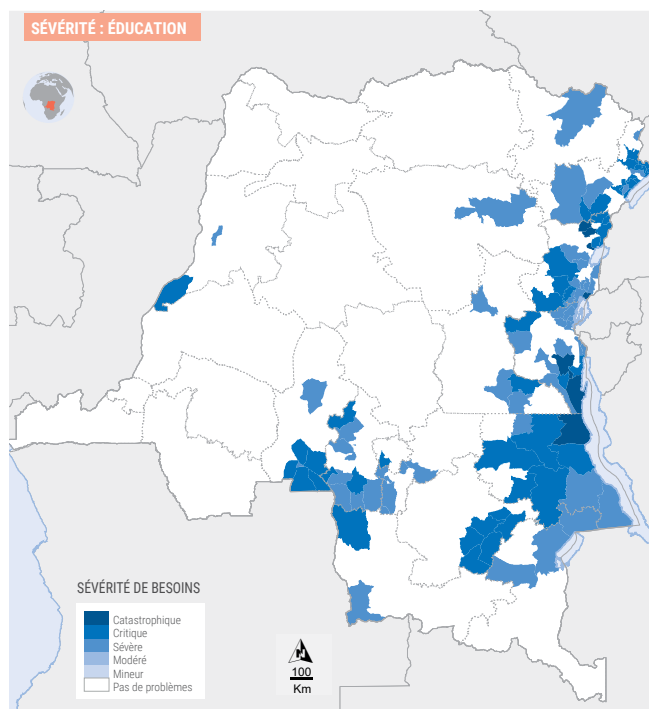 SÉVÉRITÉ : ÉDUCATION
SÉVÉRITÉ DE BESOINS
Catastrophique
Critique
Sévère
Modéré
Mineur
Pas de problèmes
N
100
Km